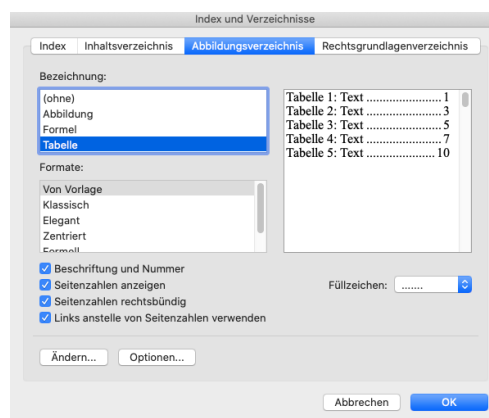 Index und Verzeichnisse
Index Inhaltsverzeichnis Abbildungsverzeichnis Rechtsgrundlagenverzeichnis
Bezeichnung:
(ohne)
Abbildung
Formel
Tabelle
Tabelle 1: Text ........................ 1
Tabelle 2: Text ........................ 3
Tabelle 3: Text ........................ 5
Tabelle 4: Text ........................ 7
Tabelle 5: Text ...................... 10
Formate:
Von Vorlage
Klassisch
Elegant
Zentriert
Formell
Beschriftung und Nummer
Seitenzahlen anzeigen
Seitenzahlen rechtsbündig
Links anstelle von Seitenzahlen verwenden
Füllzeichen: .......
Ändern... Optionen...
Abbrechen OK